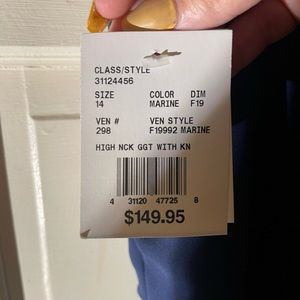 CLASS/STYLE
31124456
SIZE COLOR DIM
14 MARINE F19
VEN # VEN STYLE
298 F19992 MARINE
HIGH NCK GGT WITH KN
4 31120 47725 8
$149.95